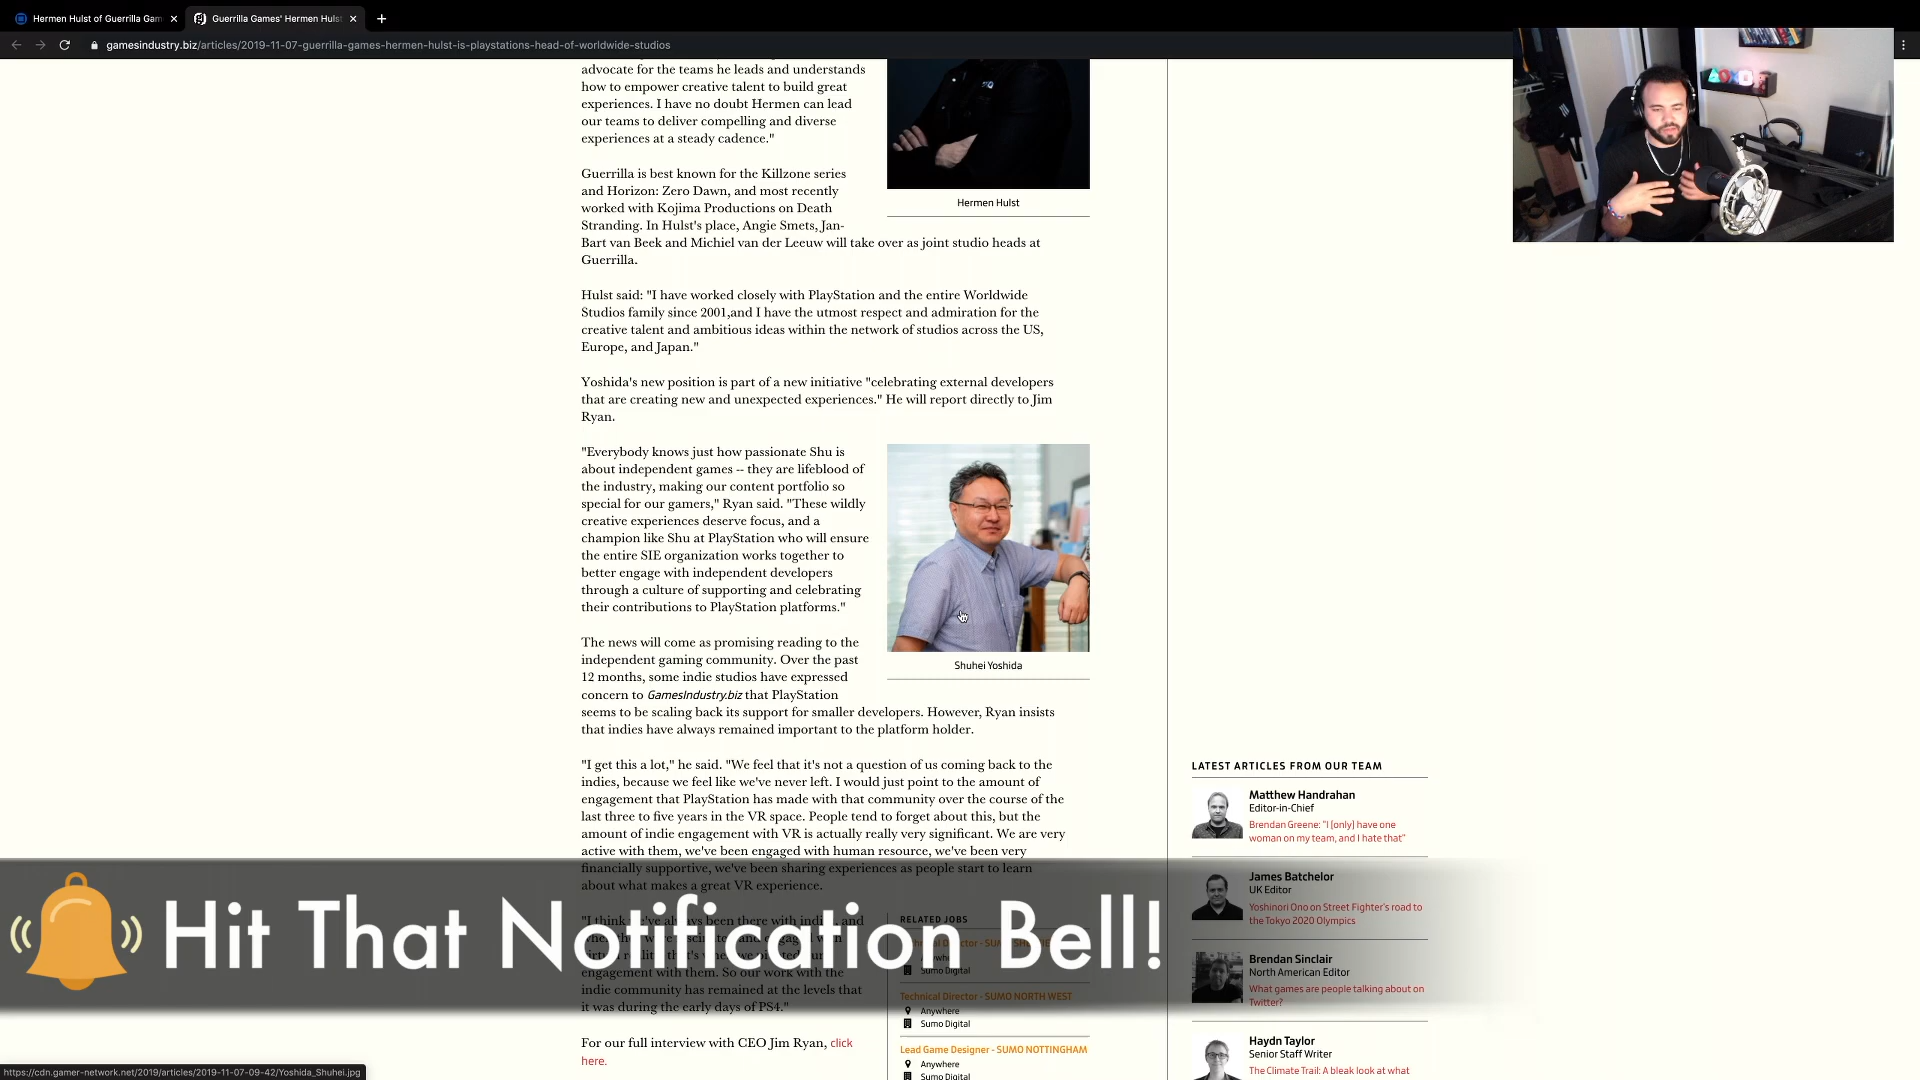 Hermen Hulst of Guerrilla Gam
Guerrilla Games' Hermen Hulst
gamesindustry.biz/articles/2019-11-07-guerrilla-games-hermen-hulst-is-playstations-head-of-worldwide-studios
advocate for the teams he leads and understands
how to empower creative talent to build great
experiences. I have no doubt Hermen can lead
our teams to deliver compelling and diverse
experiences at a steady cadence."
Guerrilla is best known for the Killzone series
and Horizon: Zero Dawn, and most recently
worked with Kojima Productions on Death
Stranding. In Hulst's place, Angie Smets, Jan-
Bart van Beek and Michiel van der Leeuw will take over as joint studio heads at
Guerrilla.
Hermen Hulst
Hulst said: "I have worked closely with PlayStation and the entire Worldwide
Studios family since 2001,and I have the utmost respect and admiration for the
creative talent and ambitious ideas within the network of studios across the US,
Europe, and Japan."
Yoshida's new position is part of a new initiative "celebrating external developers
that are creating new and unexpected experiences." He will report directly to Jim
Ryan.
"Everybody knows just how passionate Shu is
about independent games -- they are lifeblood of
the industry, making our content portfolio so
special for our gamers," Ryan said. "These wildly
creative experiences deserve focus, and a
champion like Shu at PlayStation who will ensure
the entire SIE organization works together to
better engage with independent developers
through a culture of supporting and celebrating
their contributions to PlayStation platforms."
Shuhei Yoshida
The news will come as promising reading to the
independent gaming community. Over the past
12 months, some indie studios have expressed
concern to GamesIndustry.biz that PlayStation
seems to be scaling back its support for smaller developers. However, Ryan insists
that indies have always remained important to the platform holder.
"I get this a lot," he said. "We feel that it's not a question of us coming back to the
indies, because we feel like we've never left. I would just point to the amount of
engagement that PlayStation has made with that community over the course of the
last three to five years in the VR space. People tend to forget about this, but the
amount of indie engagement with VR is actually really very significant. We are very
active with them, we've been engaged with human resource, we've been very
financially supportive, we've been sharing experiences as people start to learn
about what makes a great VR experience.
"I think we've always been there with indies, and
engagement with them. So our work with the
indie community has remained at the levels that
it was during the early days of PS4."
For our full interview with CEO Jim Ryan, click
here.
Hit That Notification Bell!
RELATED JOBS
Technical Director - SUMO
Anywhere
Sumo Digital
Technical Director - SUMO NORTH WEST
Anywhere
Sumo Digital
Lead Game Designer - SUMO NOTTINGHAM
Anywhere
Sumo Digital
LATEST ARTICLES FROM OUR TEAM
Matthew Handrahan
Editor-in-Chief
Brendan Greene: "I [only] have one
woman on my team, and I hate that"
James Batchelor
UK Editor
Yoshinori Ono on Street Fighter's road to
the Tokyo 2020 Olympics
Brendan Sinclair
North American Editor
What games are people talking about on
Twitter?
Haydn Taylor
Senior Staff Writer
The Climate Trail: A bleak look at what
https://cdn.gamer-network.net/2019/articles/2019-11-07-09-42/Yoshida_Shuhei.jpg